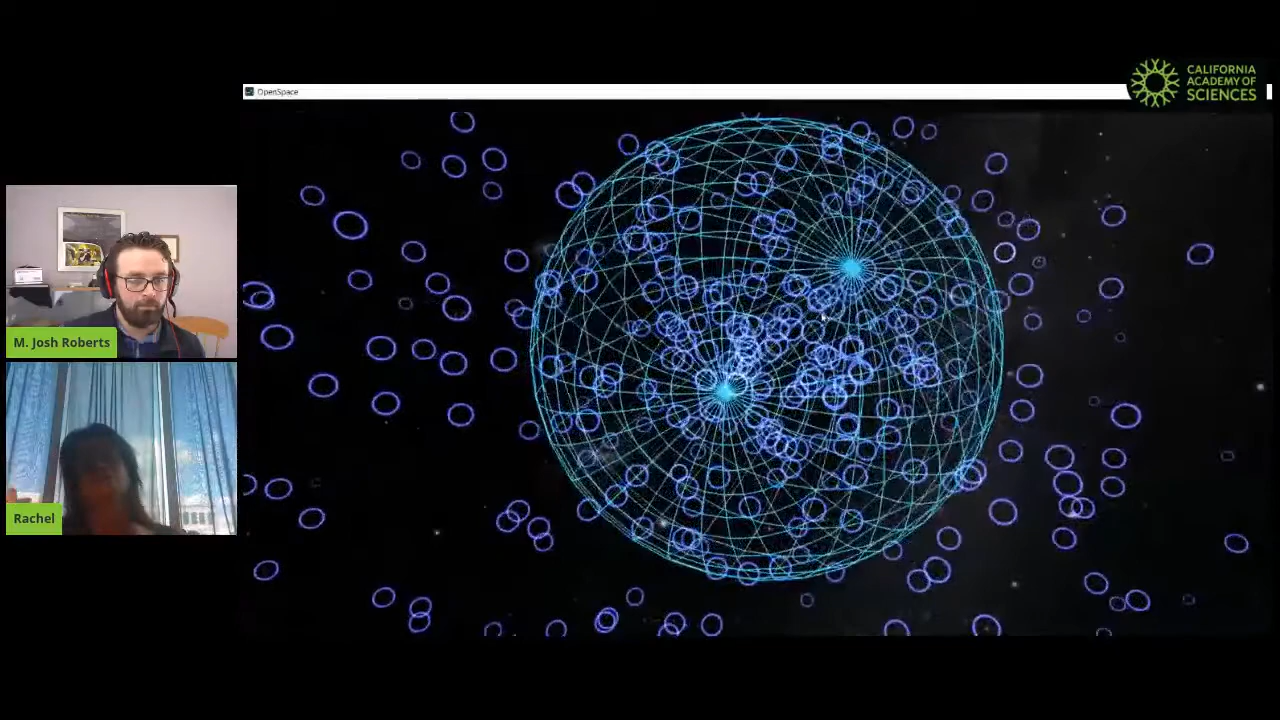 OpenSpace
CALIFORNIA
ACADEMY OF
SCIENCES
M. Josh Roberts
Rachel